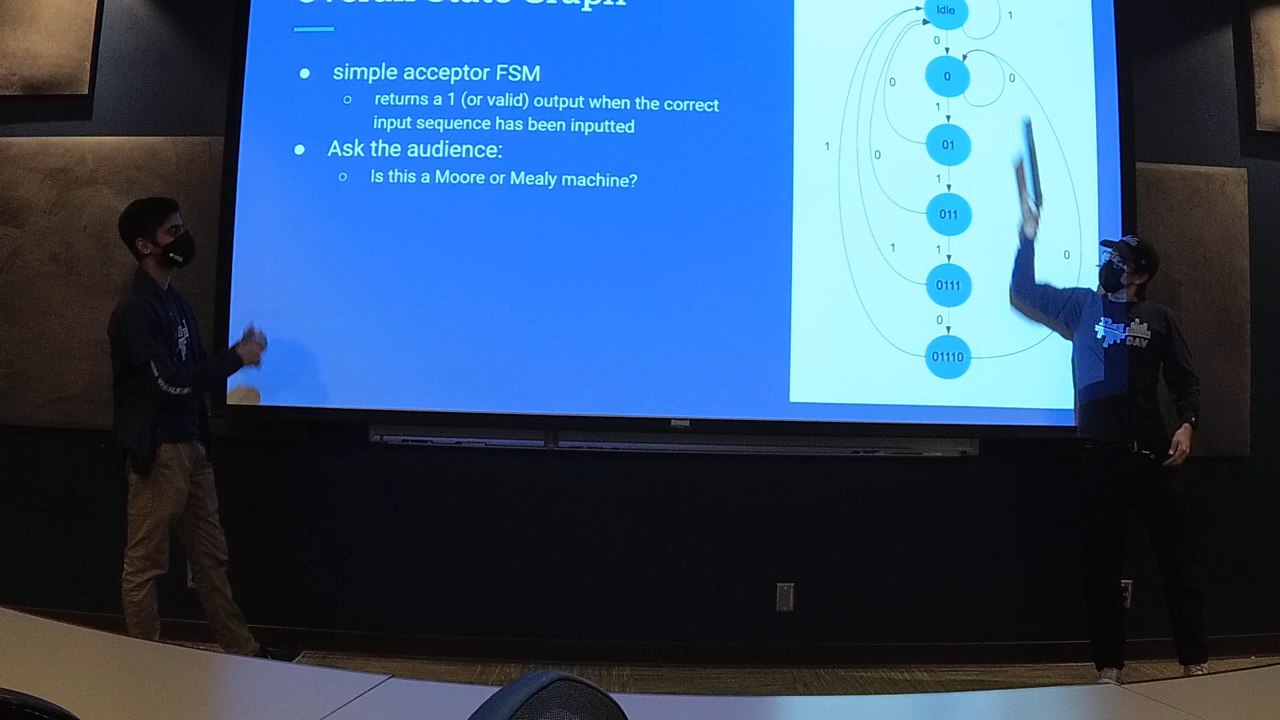 Overall State Graph
simple acceptor FSM
returns a 1 (or valid) output when the correct
input sequence has been inputted
Ask the audience:
Is this a Moore or Mealy machine?
Idle
1
0
0
0
0
1
01
1
0
1
011
1
1
0111
0
0
01110
DAY